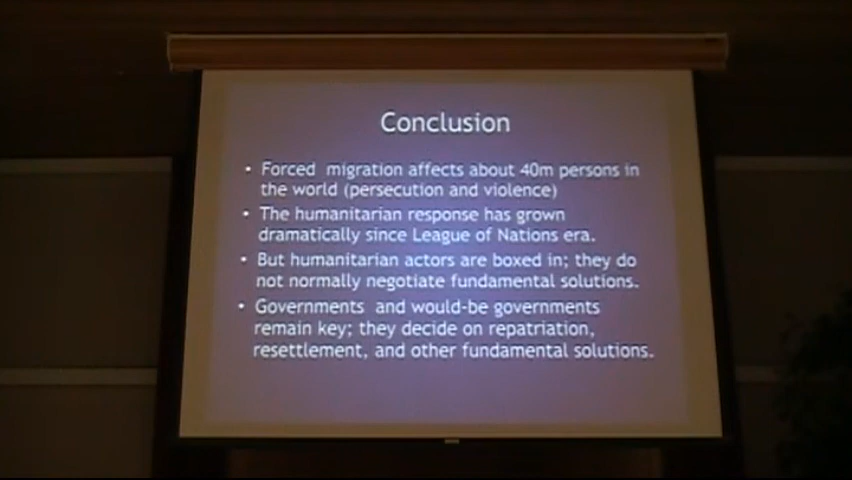 Conclusion
• Forced migration affects about 40m persons in
the world (persecution and violence)
• The humanitarian response has grown
dramatically since League of Nations era.
• But humanitarian actors are boxed in; they do
not normally negotiate fundamental solutions.
• Governments and would-be governments
remain key; they decide on repatriation,
resettlement, and other fundamental solutions.